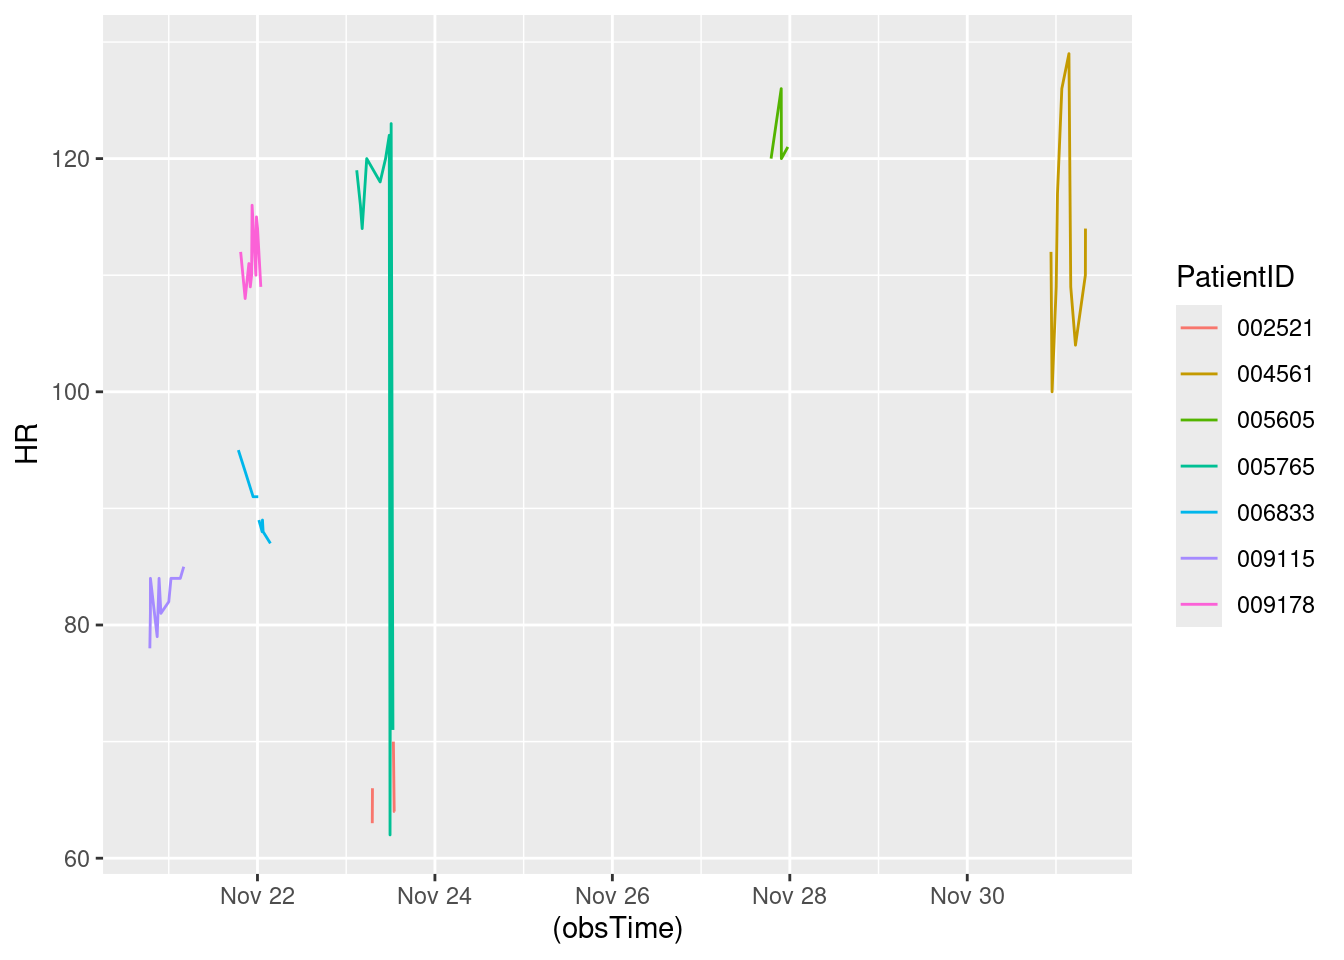 120
100
80
60
HR
Nov 22
Nov 24
Nov 26
Nov 28
Nov 30
(obsTime)
PatientID
002521
004561
005605
005765
006833
009115
009178